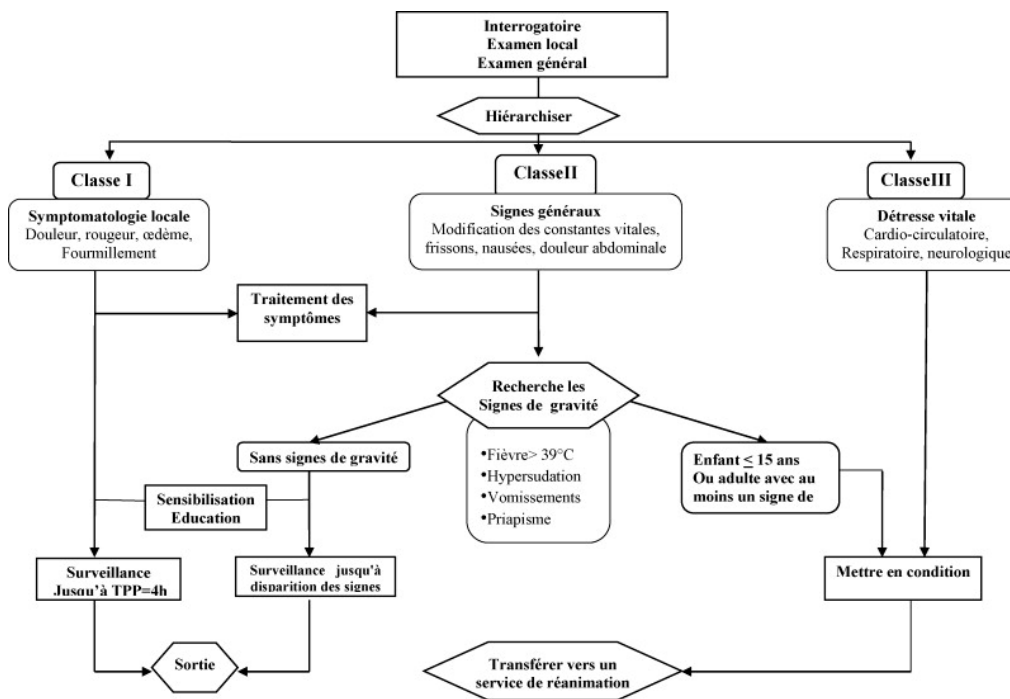 Interrogatoire
Examen local
Examen général
Hiérarchiser
Classe I
ClasseII
ClasseIII
Symptomatologie locale
Douleur, rougeur, œdème,
Fourmillement
Signes généraux
Modification des constantes vitales,
frissons, nausées, douleur abdominale
Détresse vitale
Cardio-circulatoire,
Respiratoire, neurologique
Traitement des
symptômes
Recherche les
Signes de gravité
•Fièvre> 39°C
•Hypersudation
•Vomissements
•Priapisme
Sans signes de gravité
Enfant ≤ 15 ans
Ou adulte avec au
moins un signe de
Sensibilisation
Education
Surveillance
Jusqu'à TPP=4h
Surveillance jusqu'à
disparition des signes
Mettre en condition
Sortie
Transférer vers un
service de réanimation